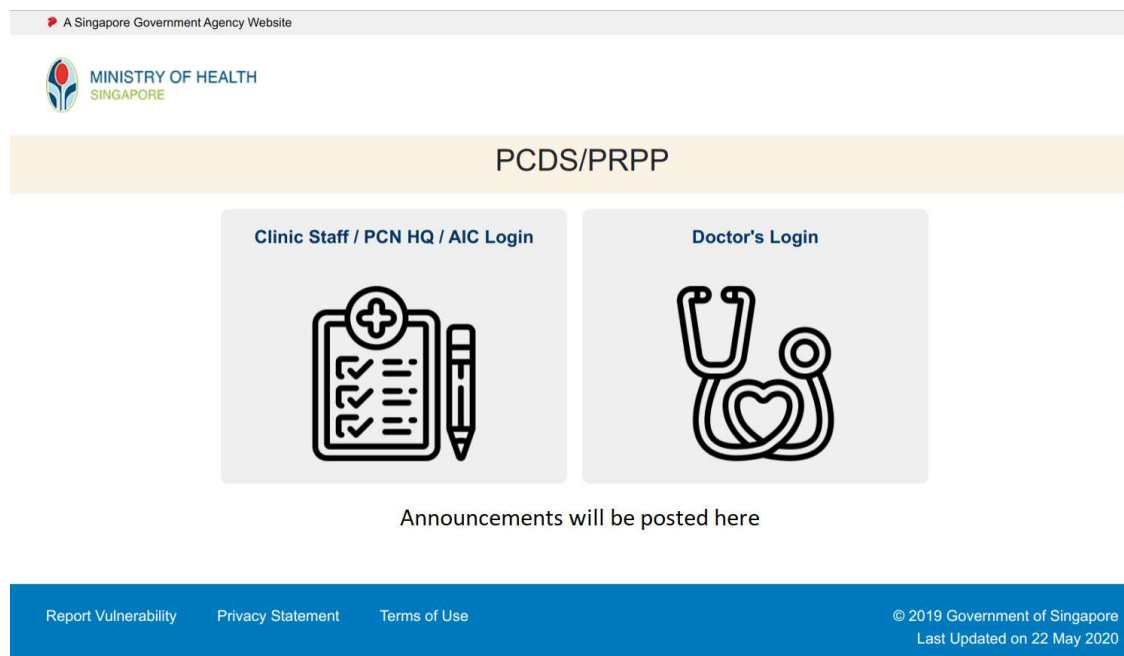 A Singapore Government Agency Website
MINISTRY OF HEALTH
SINGAPORE
PCDS/PRPP
Clinic Staff / PCN HQ / AIC Login
Doctor's Login
Announcements will be posted here
Report Vulnerability Privacy Statement Terms of Use
© 2019 Government of Singapore
Last Updated on 22 May 2020